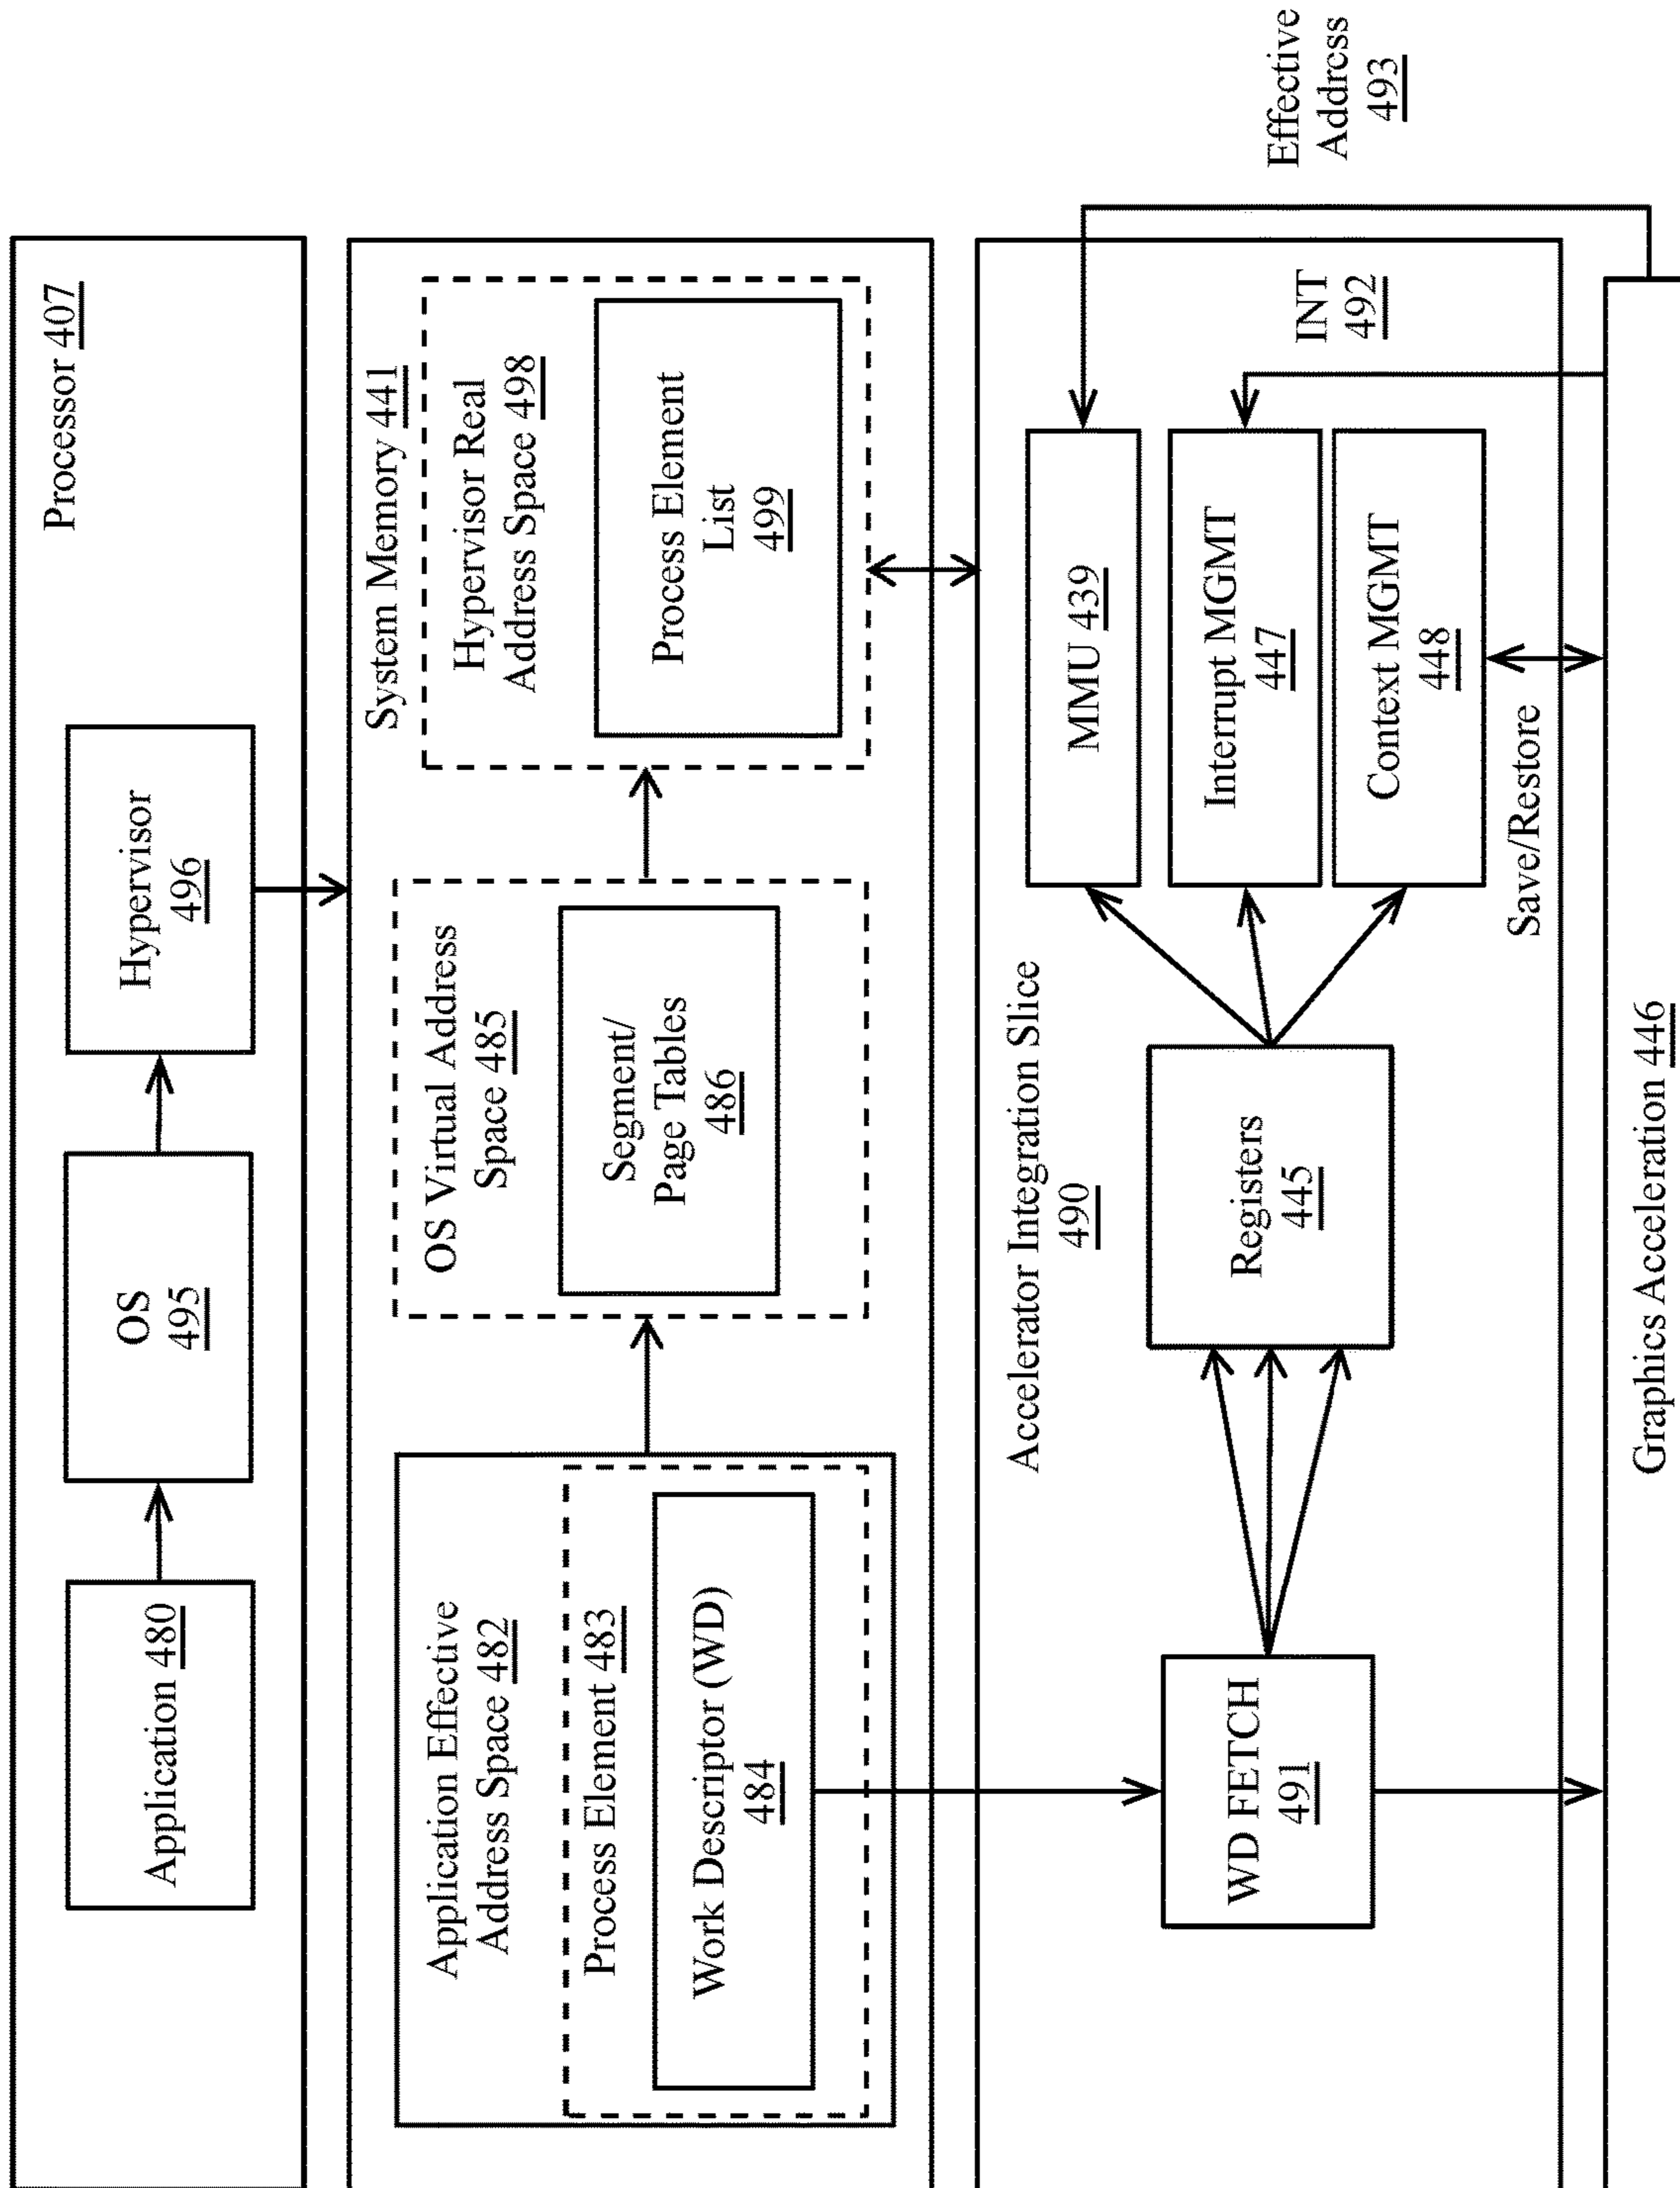 Processor 407
Application 480
OS
495
Hypervisor
496
System Memory 441
Application Effective
Address Space 482
Process Element 483
Work Descriptor (WD)
484
OS Virtual Address
Space 485
Segment/
Page Tables
486
Hypervisor Real
Address Space 498
Process Element
List
499
Accelerator Integration Slice
490
WD FETCH
491
Registers
445
MMU 439
Interrupt MGMT
447
Context MGMT
448
Save/Restore
INT
492
Effective
Address
493
Graphics Acceleration 446